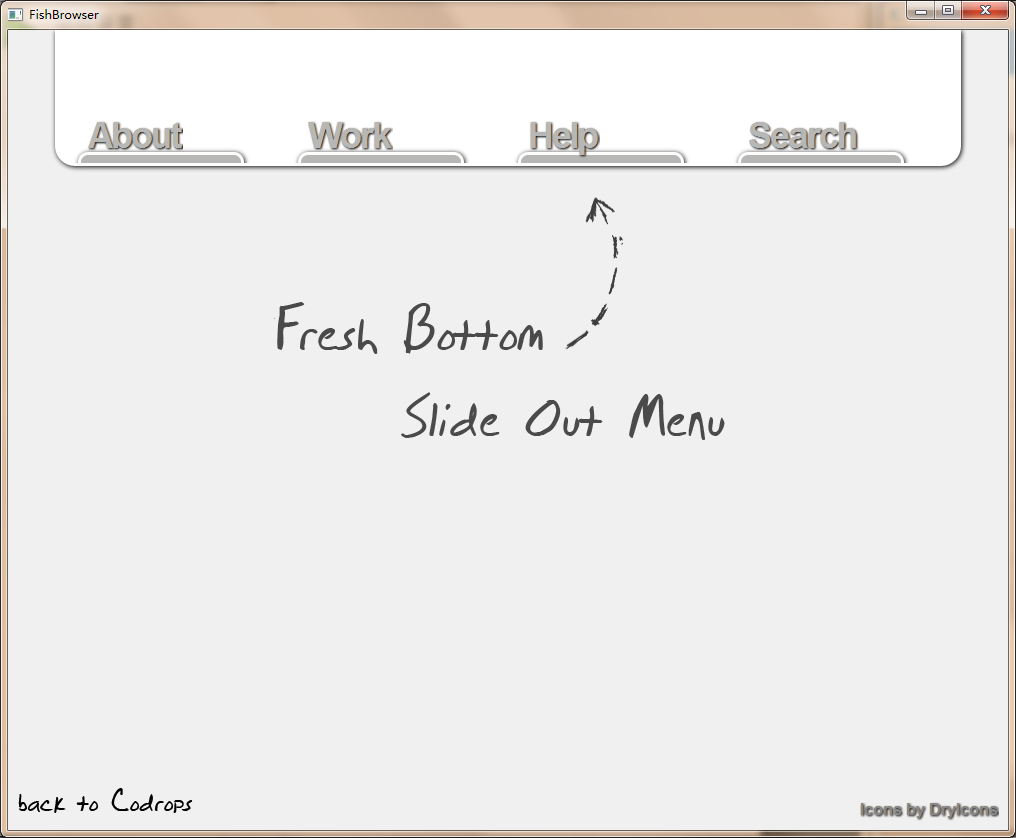 FishBrowser
About Work Help Search
Fresh Bottom
Slide Out Menu
back to Codrops
Icons by DryIcons